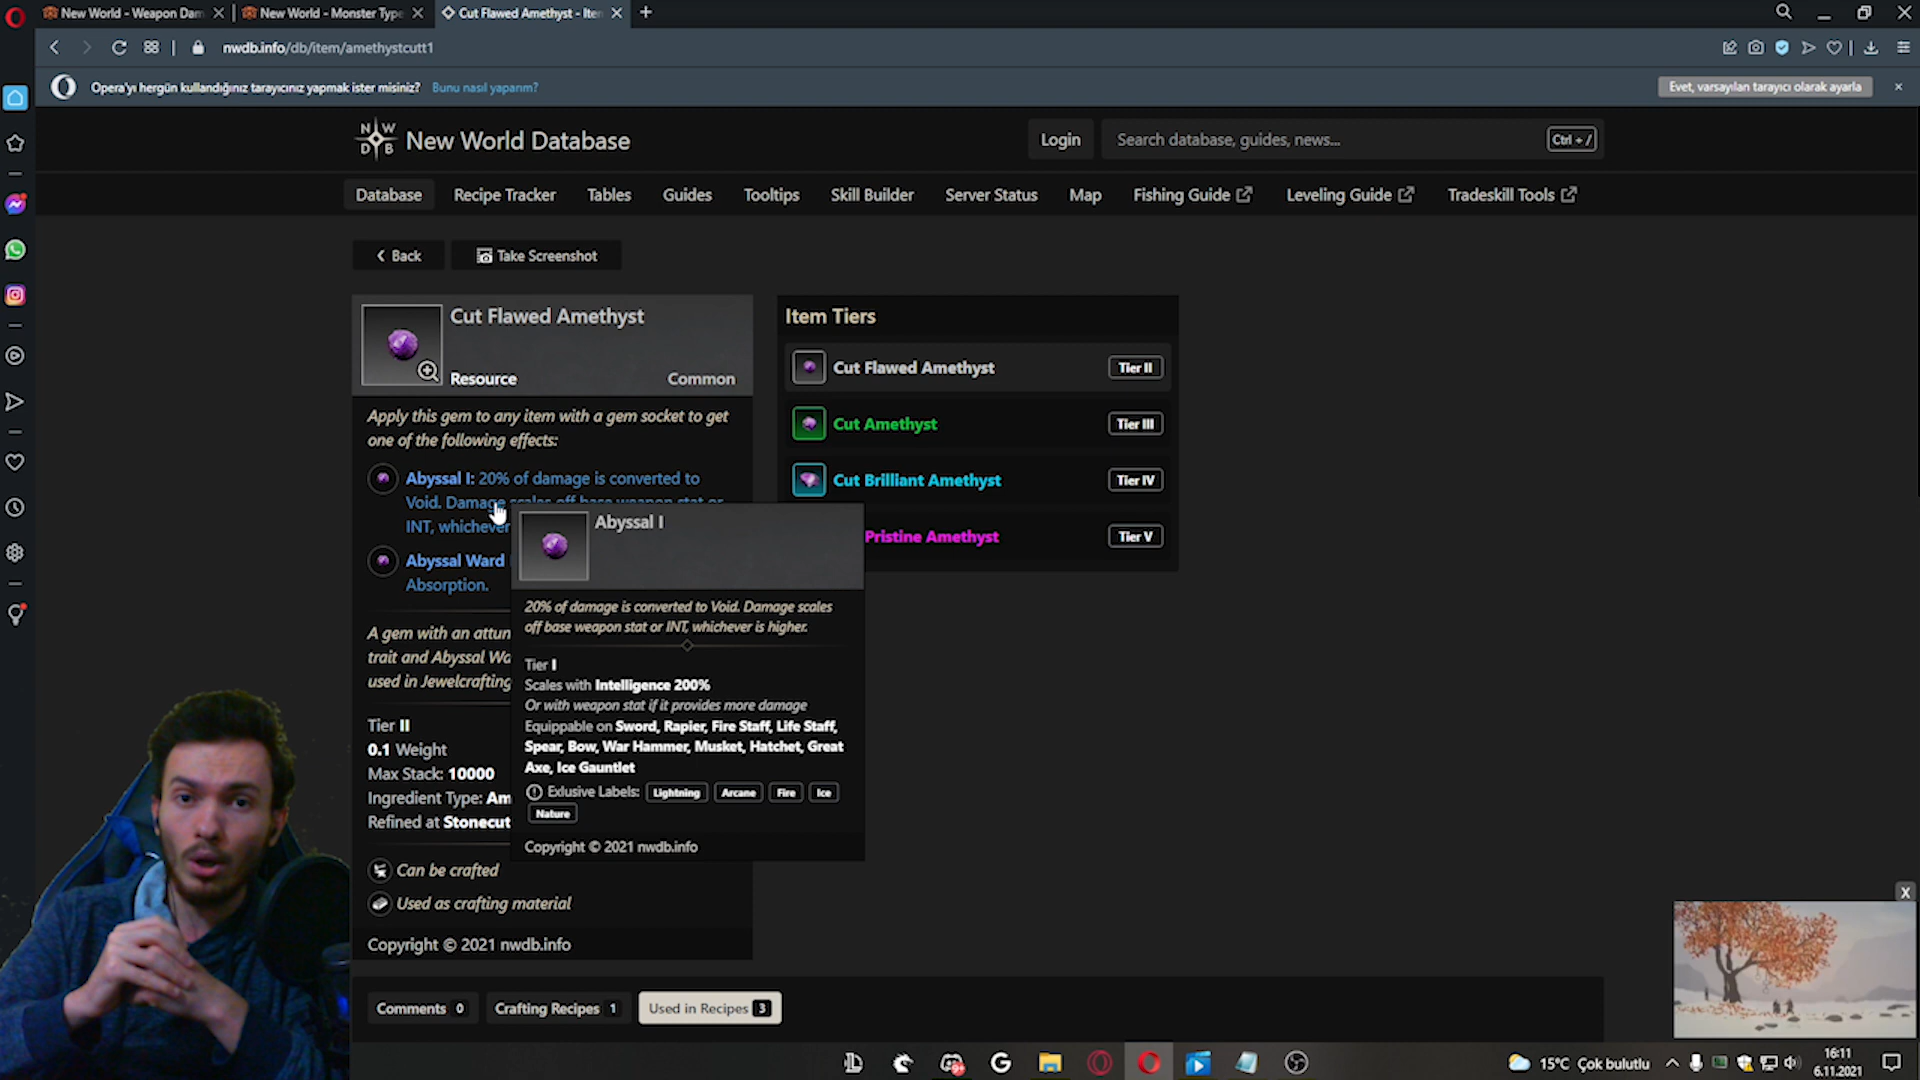 New World - Weapon Dam
New World - Monster Type
Cut Flawed Amethyst - Iter
nwdb.info/db/item/amethystcutt1
Opera'yı hergün kullandığınız tarayıcınız yapmak ister misiniz? Bunu nasıl yaparım?
Evet, varsayılan tarayıcı olarak ayarla
NW
DB
New World Database
Login
Search database, guides, news...
Ctrl + /
Database
Recipe Tracker
Tables
Guides
Tooltips
Skill Builder
Server Status
Map
Fishing Guide
Leveling Guide
Tradeskill Tools
Back
Take Screenshot
Cut Flawed Amethyst
Resource
Common
Apply this gem to any item with a gem socket to get
one of the following effects:
Abyssal I: 20% of damage is converted to
Void. Damage scales off base weapon stat or
INT, whichever
Abyssal Ward
Absorption.
A gem with an attun
trait and Abyssal Wa
used in Jewelcrafting
Tier II
0.1 Weight
Max Stack: 10000
Ingredient Type: Am
Refined at Stonecut
Can be crafted
Used as crafting material
Copyright © 2021 nwdb.info
Item Tiers
Cut Flawed Amethyst
Tier II
Cut Amethyst
Tier III
Cut Brilliant Amethyst
Tier IV
Pristine Amethyst
Tier V
Abyssal I
20% of damage is converted to Void. Damage scales
off base weapon stat or INT, whichever is higher.
Tier I
Scales with Intelligence 200%
Or with weapon stat if it provides more damage
Equippable on Sword, Rapier, Fire Staff, Life Staff,
Spear, Bow, War Hammer, Musket, Hatchet, Great
Axe, Ice Gauntlet
Exlusive Labels: Lightning Arcane Fire Ice
Nature
Copyright © 2021 nwdb.info
Comments 0
Crafting Recipes 1
Used in Recipes 3
X
15°C Çok bulutlu
16:11
6.11.2021